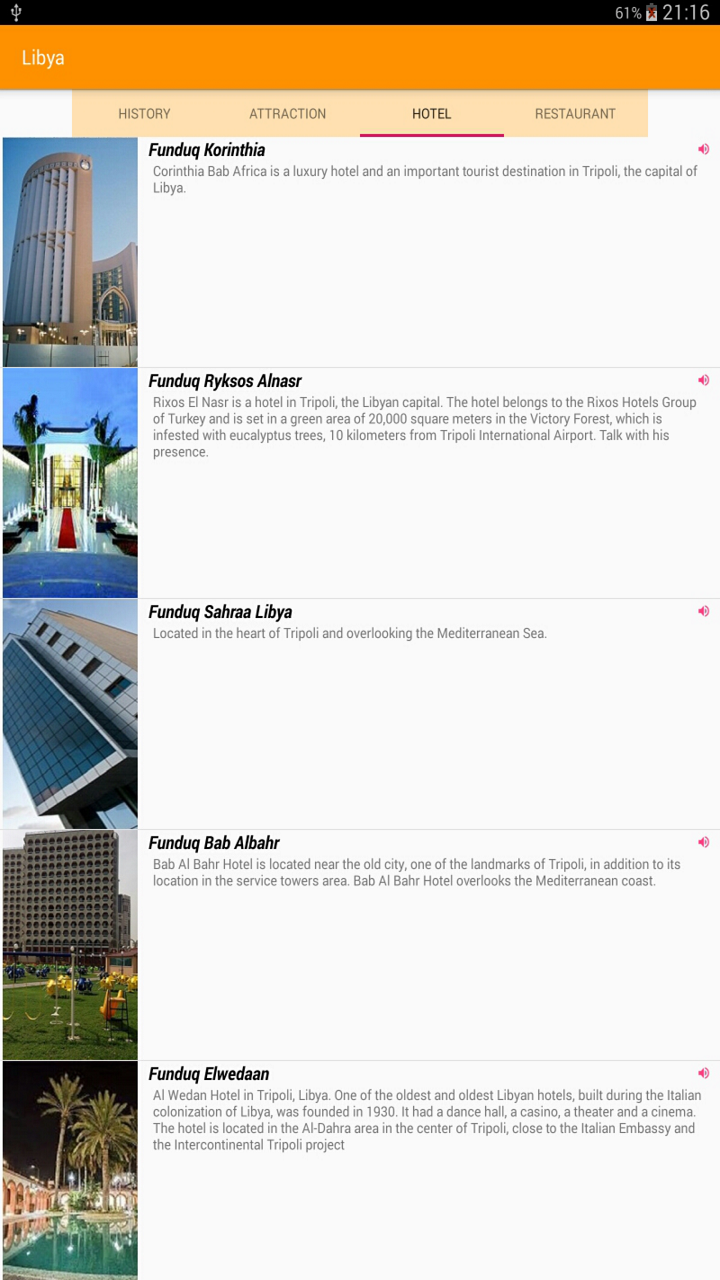 61% 21:16
Libya
HISTORY ATTRACTION HOTEL RESTAURANT
Funduq Korinthia
Corinthia Bab Africa is a luxury hotel and an important tourist destination in Tripoli, the capital of
Libya.
Funduq Ryksos Alnasr
Rixos El Nasr is a hotel in Tripoli, the Libyan capital. The hotel belongs to the Rixos Hotels Group
of Turkey and is set in a green area of 20,000 square meters in the Victory Forest, which is
infested with eucalyptus trees, 10 kilometers from Tripoli International Airport. Talk with his
presence.
Funduq Sahraa Libya
Located in the heart of Tripoli and overlooking the Mediterranean Sea.
Funduq Bab Albahr
Bab Al Bahr Hotel is located near the old city, one of the landmarks of Tripoli, in addition to its
location in the service towers area. Bab Al Bahr Hotel overlooks the Mediterranean coast.
Funduq Elwedaan
Al Wedan Hotel in Tripoli, Libya. One of the oldest and oldest Libyan hotels, built during the Italian
colonization of Libya, was founded in 1930. It had a dance hall, a casino, a theater and a cinema.
The hotel is located in the Al-Dahra area in the center of Tripoli, close to the Italian Embassy and
the Intercontinental Tripoli project